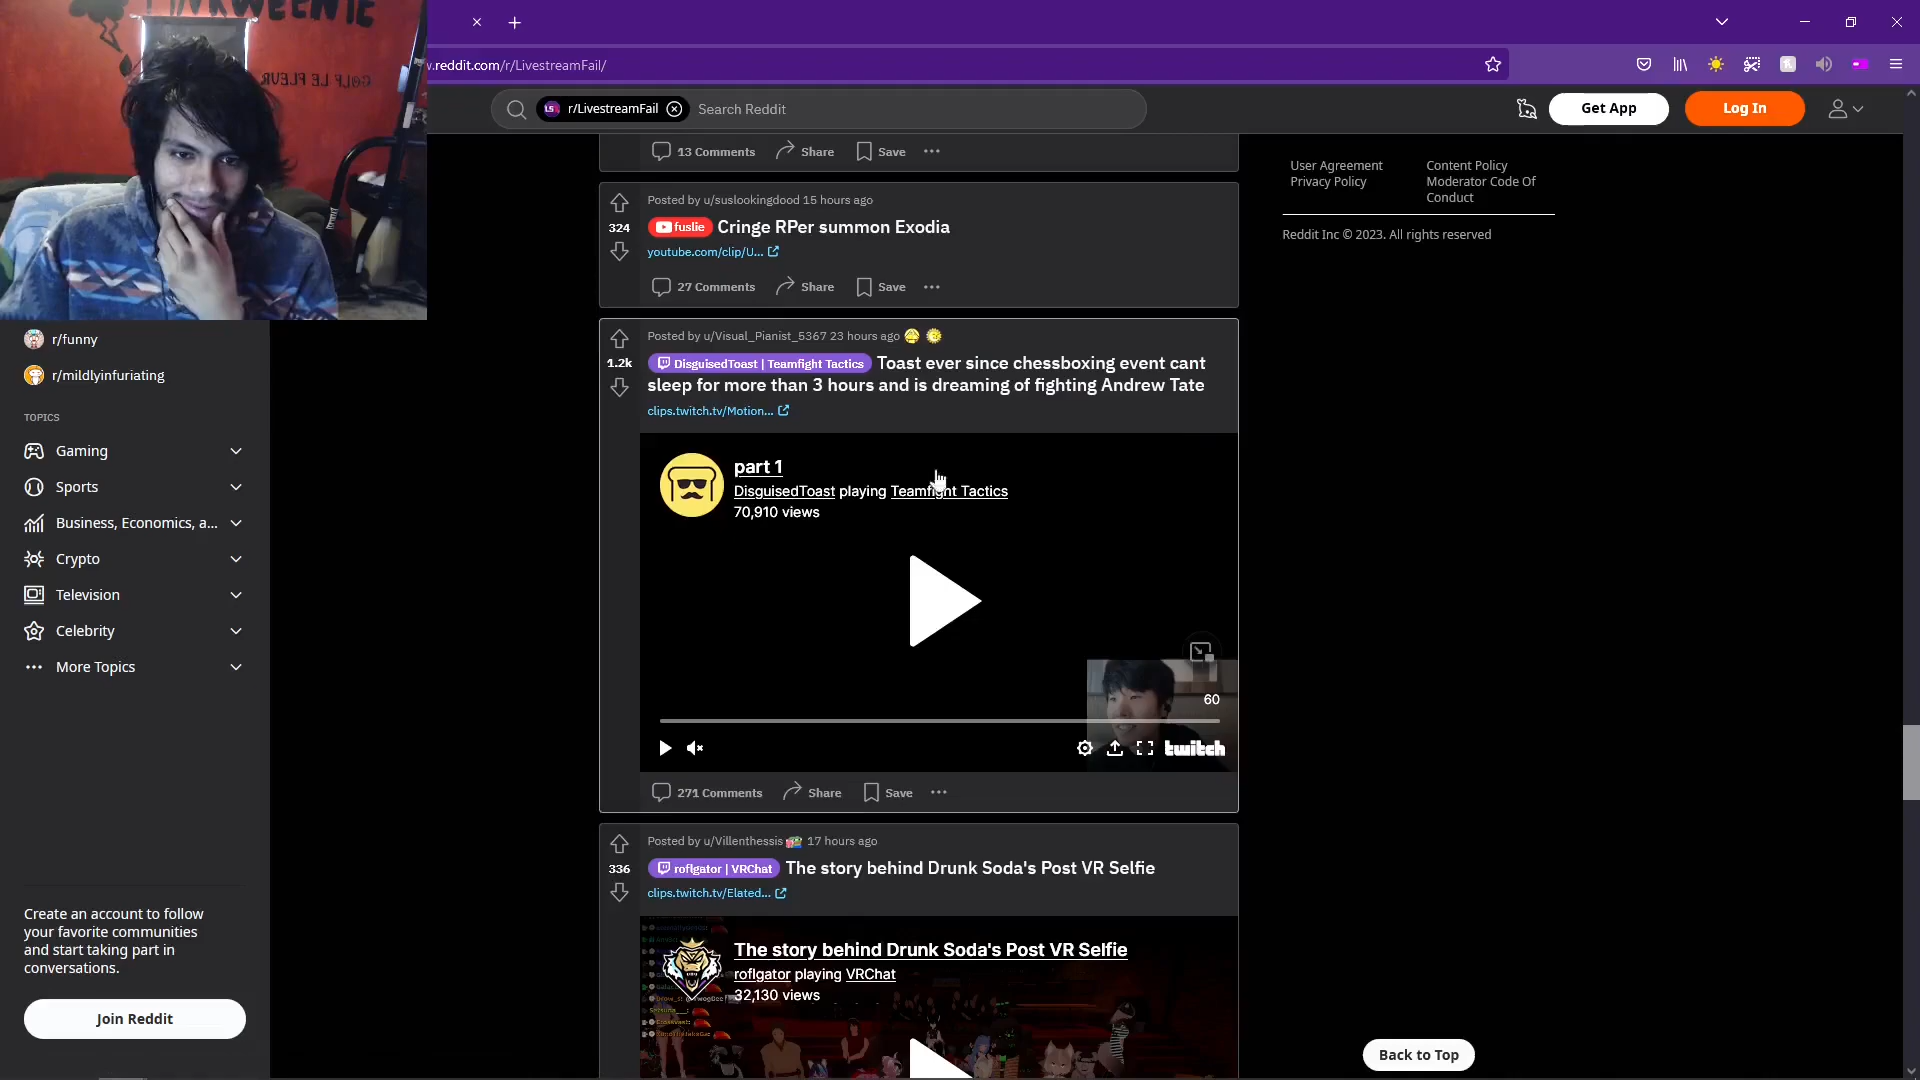 .reddit.com/r/LivestreamFail/
r/LivestreamFail
Search Reddit
Get App
Log In
13 Comments
Share
Save
User Agreement
Content Policy
Privacy Policy
Moderator Code Of
Conduct
Reddit Inc © 2023. All rights reserved
Posted by u/suslookingdood 15 hours ago
324
fuslie Cringe RPer summon Exodia
youtube.com/clip/U...
27 Comments
Share
Save
r/funny
r/mildlyinfuriating
TOPICS
Gaming
Sports
Business, Economics, a...
Crypto
Television
Celebrity
More Topics
Posted by u/Visual_Pianist_5367 23 hours ago
1.2k
DisguisedToast | Teamfight Tactics Toast ever since chessboxing event cant
sleep for more than 3 hours and is dreaming of fighting Andrew Tate
clips.twitch.tv/Motion...
part 1
DisguisedToast playing Teamfight Tactics
70,910 views
60
twitch
271 Comments
Share
Save
Posted by u/Villenthessis 17 hours ago
336
roflgator | VRChat The story behind Drunk Soda's Post VR Selfie
clips.twitch.tv/Elated...
The story behind Drunk Soda's Post VR Selfie
roflgator playing VRChat
32,130 views
Create an account to follow
your favorite communities
and start taking part in
conversations.
Join Reddit
Back to Top